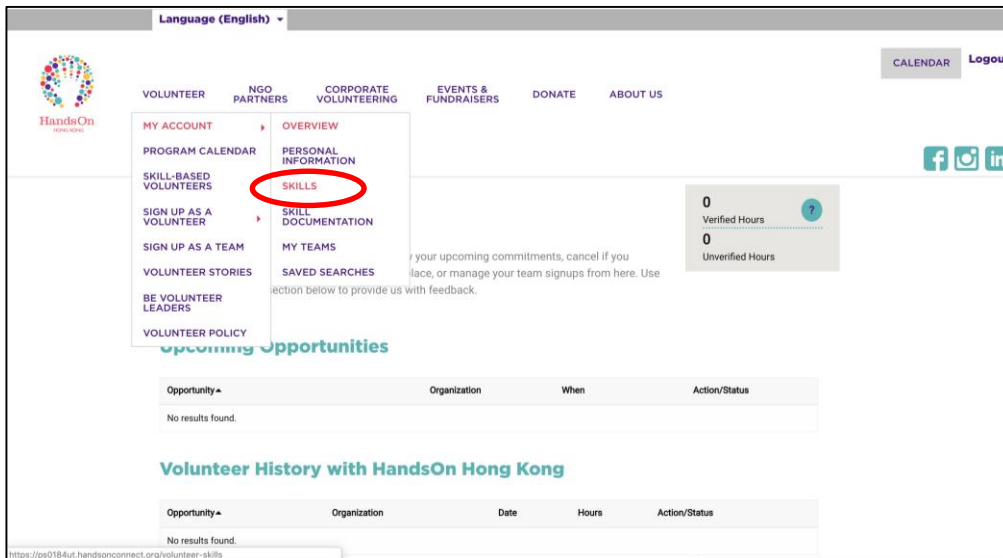 Language (English)
CALENDAR
Logou
HandsOn
HONG KONG
VOLUNTEER
NGO
PARTNERS
CORPORATE
VOLUNTEERING
EVENTS &
FUNDRAISERS
DONATE
ABOUT US
MY ACCOUNT
PROGRAM CALENDAR
SKILL-BASED
VOLUNTEERS
SIGN UP AS A
VOLUNTEER
SIGN UP AS A TEAM
VOLUNTEER STORIES
BE VOLUNTEER
LEADERS
VOLUNTEER POLICY
OVERVIEW
PERSONAL
INFORMATION
SKILLS
SKILL
DOCUMENTATION
MY TEAMS
SAVED SEARCHES
f in
0
Verified Hours
?
0
Unverified Hours
your upcoming commitments, cancel if you
lace, or manage your team signups from here. Use
section below to provide us with feedback.
Upcoming Opportunities
Opportunity Organization When Action/Status
No results found.
Volunteer History with HandsOn Hong Kong
Opportunity Organization Date Hours Action/Status
No results found.
https://ps0184ut.handsonconnect.org/volunteer-skills